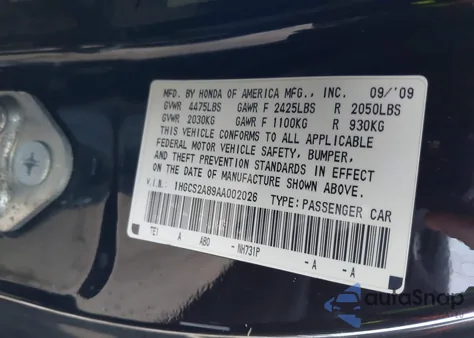 MFD. BY HONDA OF AMERICA MFG., INC. 09/'09
GVWR 4475LBS GAWR F 2425LBS R 2050LBS
GVWR 2030KG GAWR F 1100KG R 930KG
THIS VEHICLE CONFORMS TO ALL APPLICABLE
FEDERAL MOTOR VEHICLE SAFETY, BUMPER,
AND THEFT PREVENTION STANDARDS IN EFFECT
ON THE DATE OF MANUFACTURE SHOWN ABOVE.
V.I.N. 1HGCS2A89AA002026 TYPE: PASSENGER CAR
TE1 A AB0 - NH731P -A -A
autoSnap